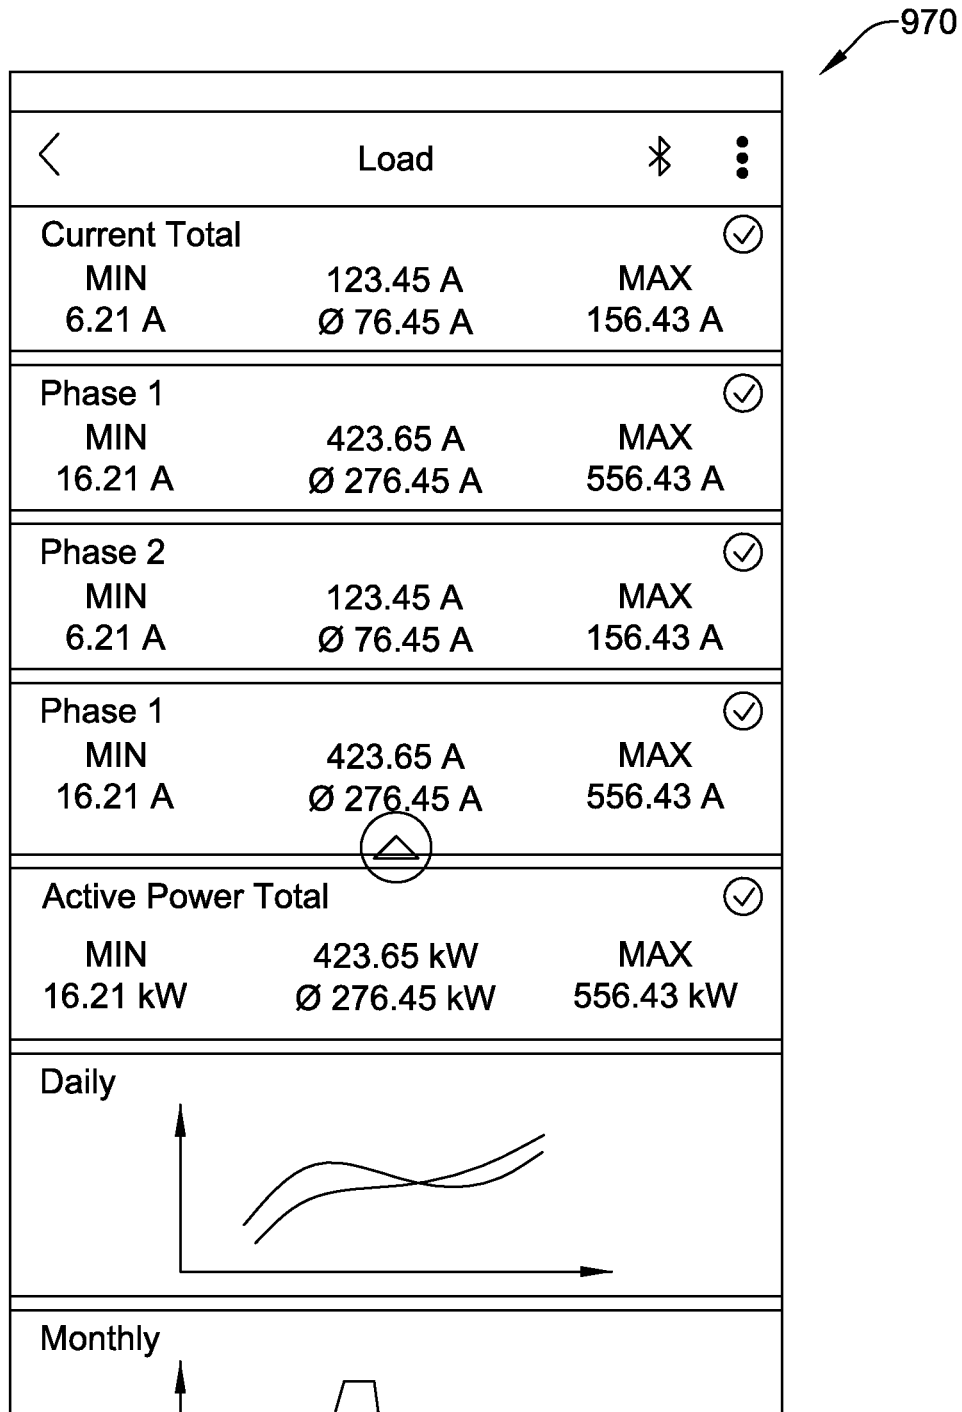 970
Load
Current Total
MIN 123.45 A MAX
6.21 A Ø 76.45 A 156.43 A
Phase 1
MIN 423.65 A MAX
16.21 A Ø 276.45 A 556.43 A
Phase 2
MIN 123.45 A MAX
6.21 A Ø 76.45 A 156.43 A
Phase 1
MIN 423.65 A MAX
16.21 A Ø 276.45 A 556.43 A
Active Power Total
MIN 423.65 kW MAX
16.21 kW Ø 276.45 kW 556.43 kW
Daily
Monthly